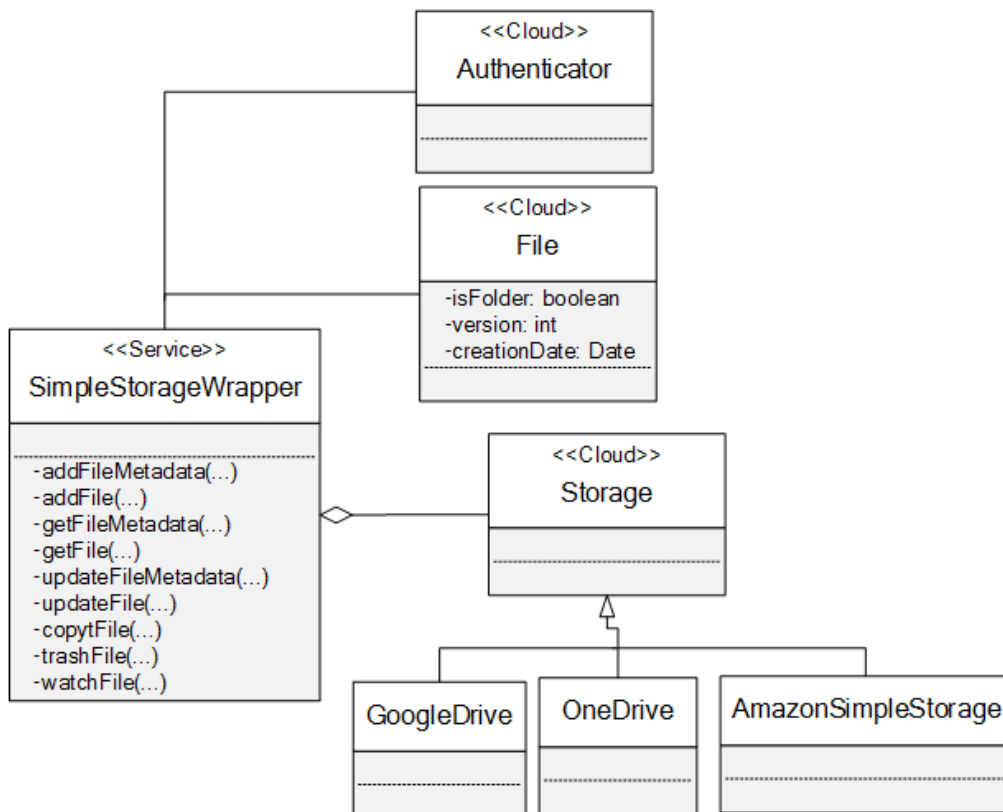 <<Cloud>>
Authenticator
<<Cloud>>
File
-isFolder: boolean
-version: int
-creationDate: Date
<<Service>>
SimpleStorageWrapper
-addFileMetadata(...)
-addFile(...)
-getFileMetadata(...)
-getFile(...)
-updateFileMetadata(...)
-updateFile(...)
-copytFile(...)
-trashFile(...)
-watchFile(...)
<<Cloud>>
Storage
GoogleDrive
OneDrive
AmazonSimpleStorage